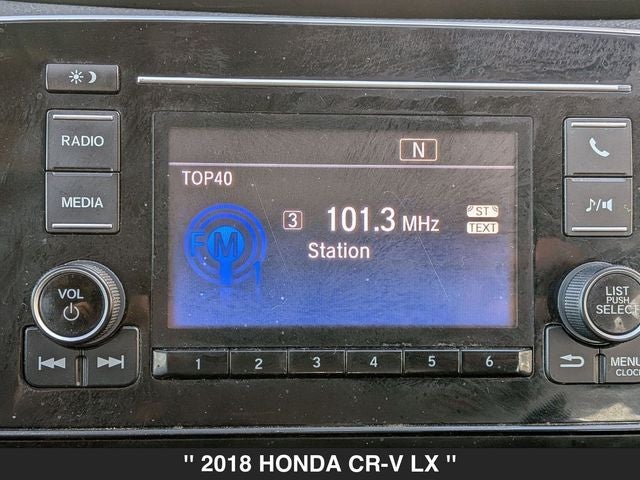 RADIO
MEDIA
VOL
N
TOP40
FM1
3
101.3 MHz
ST
TEXT
Station
LIST
PUSH
SELECT
MENU
CLOCK
1 2 3 4 5 6
" 2018 HONDA CR-V LX "